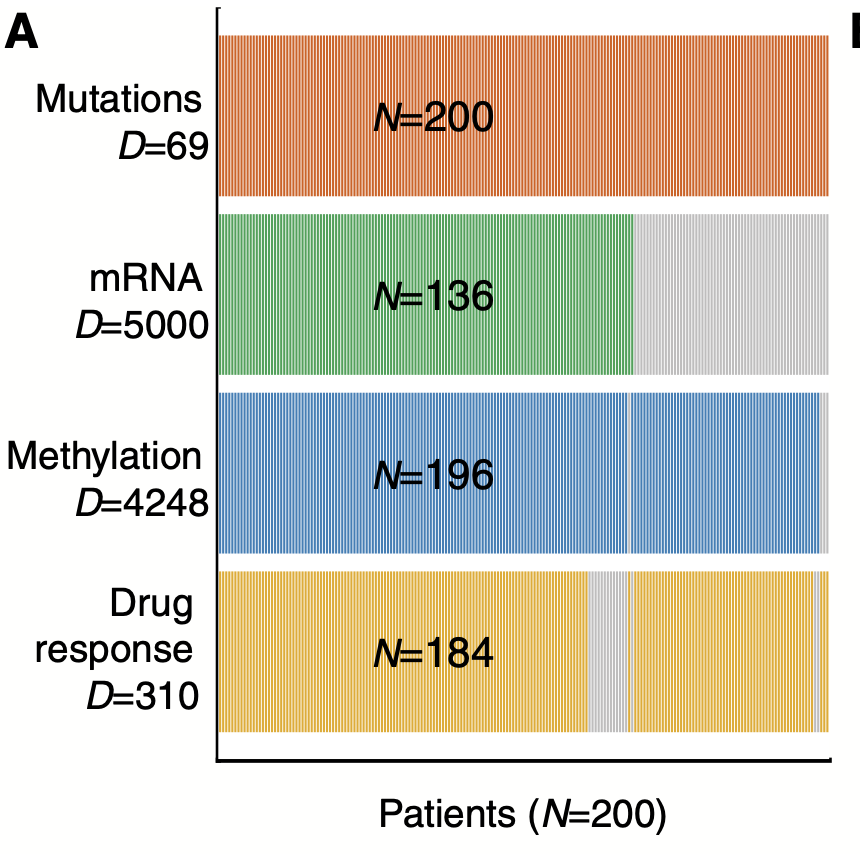 A
Mutations
D=69
N=200
mRNA
D=5000
N=136
Methylation
D=4248
N=196
Drug
response
D=310
N=184
Patients (N=200)